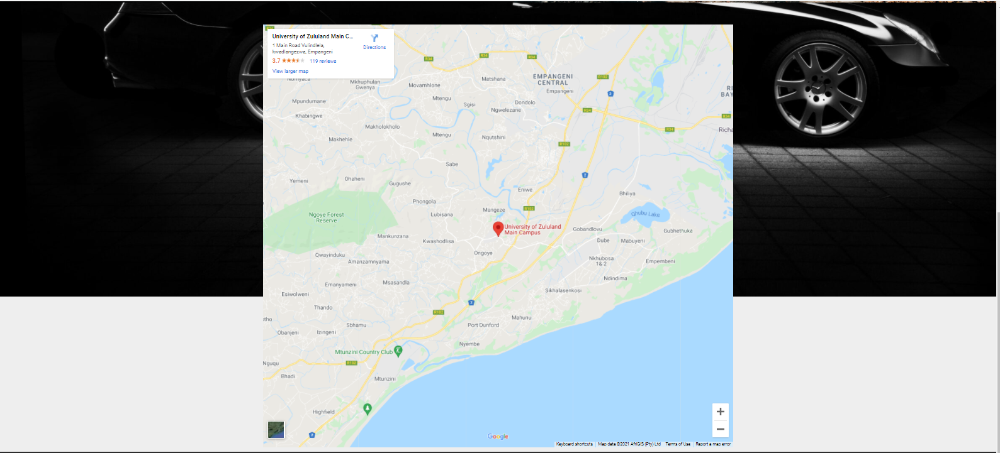 University of Zululand Main C...
1 Main Road Vulindlela,
kwadlangezwa, Empangeni
3.7
119 reviews
View larger map
Directions
R34
R34
R34
R34
Mkhuphulan
Gwenya
Movamhlone
Matshana
EMPANGENI
CENTRAL
R102
Empangeni
2
RI
BAY
Mpundumane
Mtengu
Sgisi
Dondolo
Ngwelezane
R34
R34
Khabingwe
Makholokholo
Mtengu
Nqutshini
R34
Richa
Makhehle
R102
Sabe
2
Yemeni
Ohaheni
Gugushe
Eniwe
Bhiliya
Phongola
Mangeze
R102
Ngoye Forest
Reserve
Lubisana
Qhubu Lake
University of Zululand
Main Campus
Gobandlovu
Gubhethuka
Mankunzana
Kwashodlisa
Dube
Mabuyeni
Qwayinduku
Ongoye
Amanzamnyama
Nkhubosa
1& 2
Empembeni
Emanyameni
Msasandla
Ndindima
Esiwolweni
Sikhalasenkosi
2
Thando
R102
otho
Mahunu
Obanjeni
Izingeni
Sbhamu
Port Dunford
Nyembe
Mtunzini Country Club
Nguqu
R102
Bhadi
Mtunzini
Highfield
2
Google
Keyboard shortcuts
Map data ©2021 AfriGIS (Pty) Ltd
Terms of Use
Report a map error